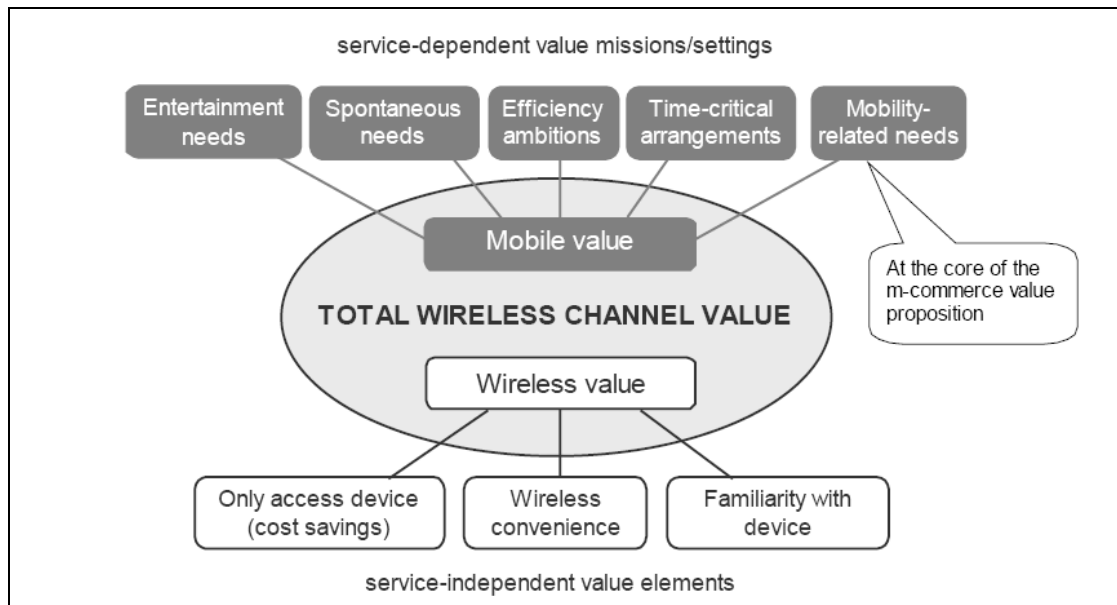 service-dependent value missions/settings
Entertainment
needs
Spontaneous
needs
Efficiency
ambitions
Time-critical
arrangements
Mobility-
related needs
Mobile value
At the core of the
m-commerce value
proposition
TOTAL WIRELESS CHANNEL VALUE
Wireless value
Only access device
(cost savings)
Wireless
convenience
Familiarity with
device
service-independent value elements